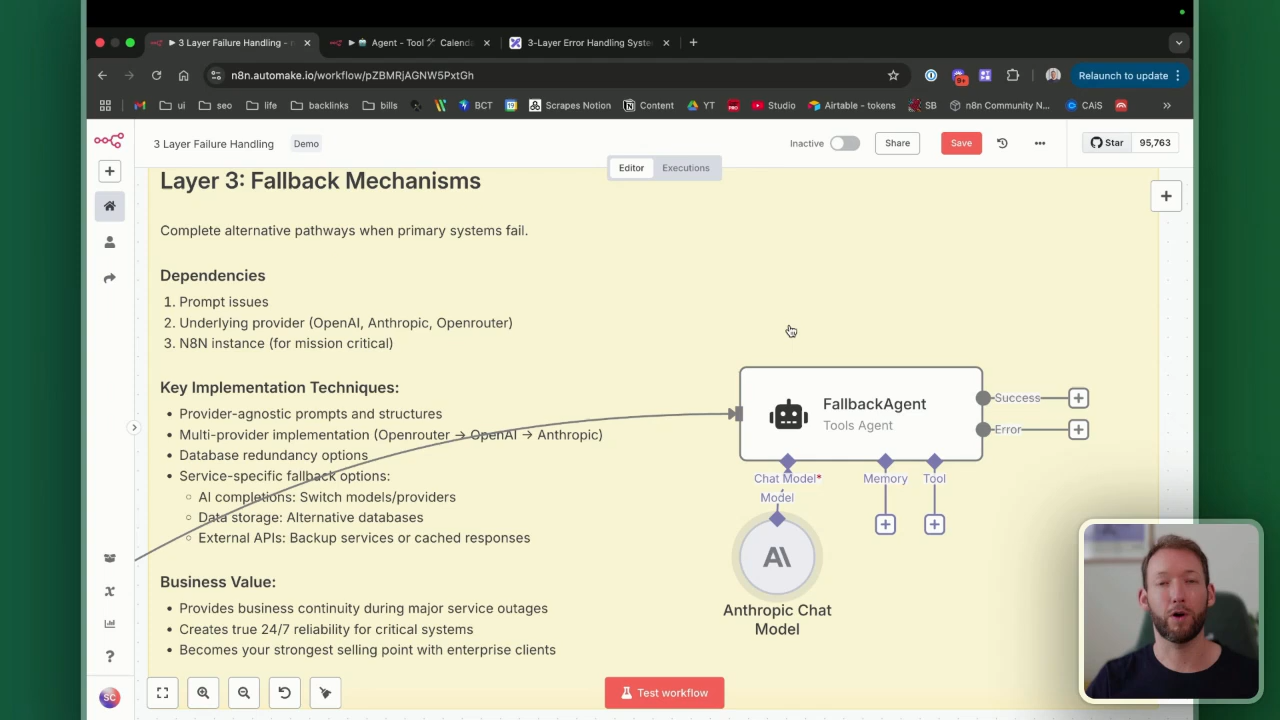 3 Layer Failure Handling -
Agent - Tool
Calenda
3-Layer Error Handling Syste
n8n.automake.io/workflow/pZBMRjAGNW5PxtGh
9+
Relaunch to update
ui
seo
life
backlinks
bills
BCT
Scrapes Notion
Content
YT
Studio
Airtable - tokens
SB
n8n Community N...
CAiS
3 Layer Failure Handling
Demo
Inactive
Share
Save
Star
95,763
Editor
Executions
Layer 3: Fallback Mechanisms
Complete alternative pathways when primary systems fail.
Dependencies
1. Prompt issues
2. Underlying provider (OpenAI, Anthropic, Openrouter)
3. N8N instance (for mission critical)
Key Implementation Techniques:
• Provider-agnostic prompts and structures
• Multi-provider implementation (Openrouter → OpenAI → Anthropic)
• Database redundancy options
• Service-specific fallback options:
◦ AI completions: Switch models/providers
◦ Data storage: Alternative databases
◦ External APIs: Backup services or cached responses
Business Value:
• Provides business continuity during major service outages
• Creates true 24/7 reliability for critical systems
• Becomes your strongest selling point with enterprise clients
FallbackAgent
Tools Agent
Success
Error
Chat Model*
Memory
Tool
Model
Anthropic Chat
Model
SC
Test workflow